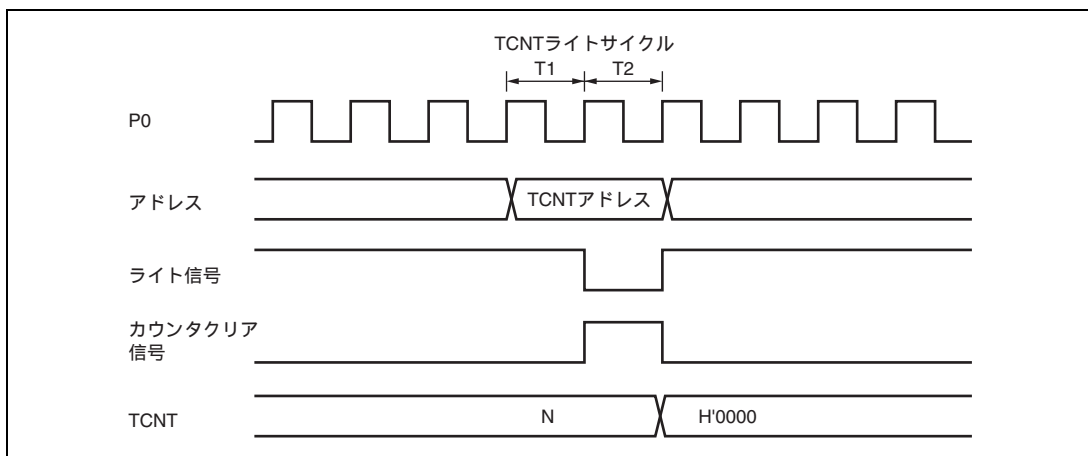 TCNTライトサイクル
T1 T2
P0
アドレス TCNTアドレス
ライト信号
カウンタクリア
信号
TCNT N H'0000